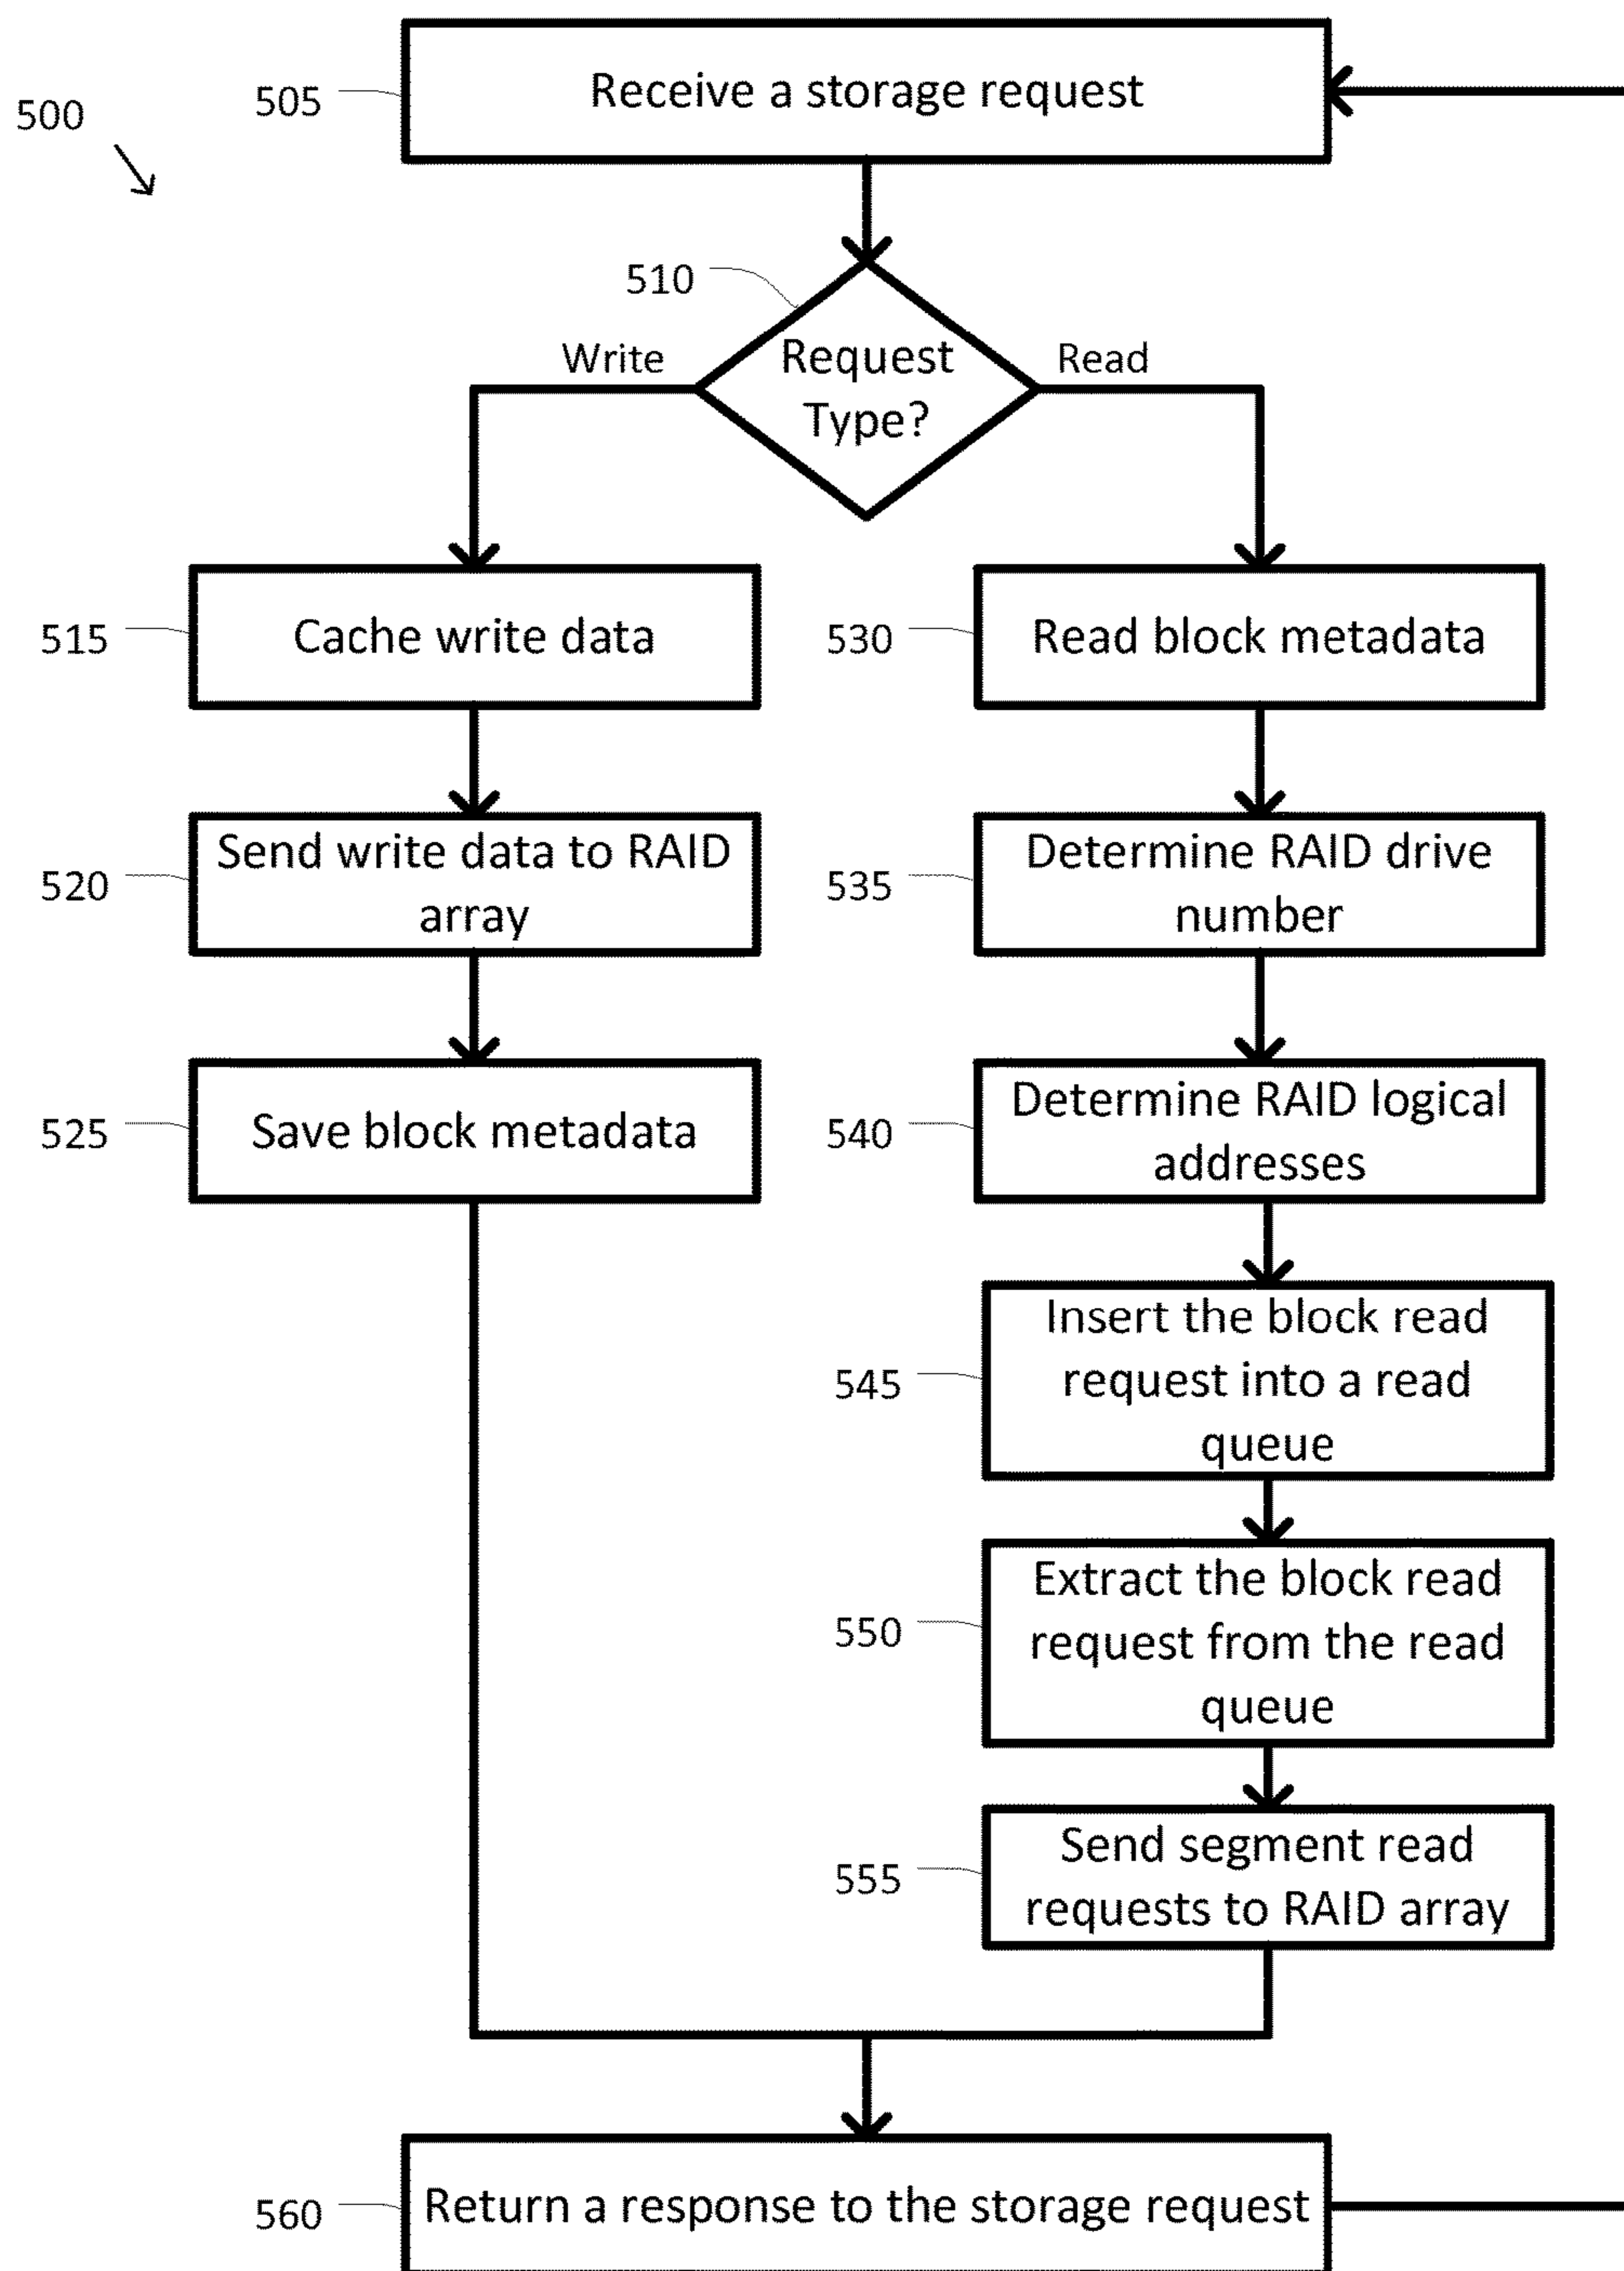 500
505
Receive a storage request
510
Write
Request
Type?
Read
515
Cache write data
530
Read block metadata
520
Send write data to RAID
array
535
Determine RAID drive
number
525
Save block metadata
540
Determine RAID logical
addresses
545
Insert the block read
request into a read
queue
550
Extract the block read
request from the read
queue
555
Send segment read
requests to RAID array
560
Return a response to the storage request